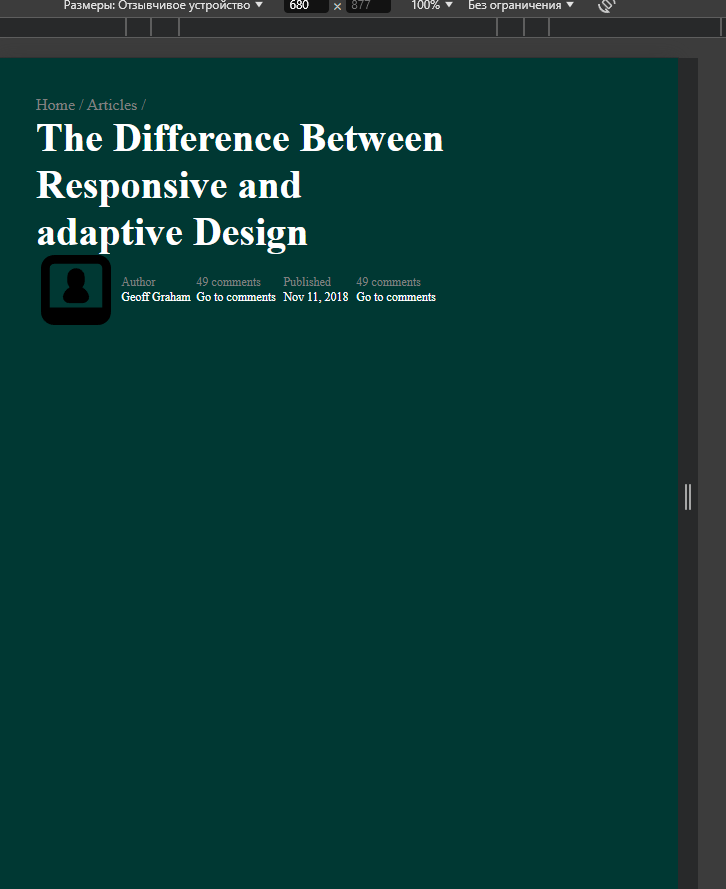 Размеры: Отзывчивое устройство 680 × 877 100% Без ограничения
Home / Articles /
The Difference Between
Responsive and
adaptive Design
Author 49 comments Published 49 comments
Geoff Graham Go to comments Nov 11, 2018 Go to comments